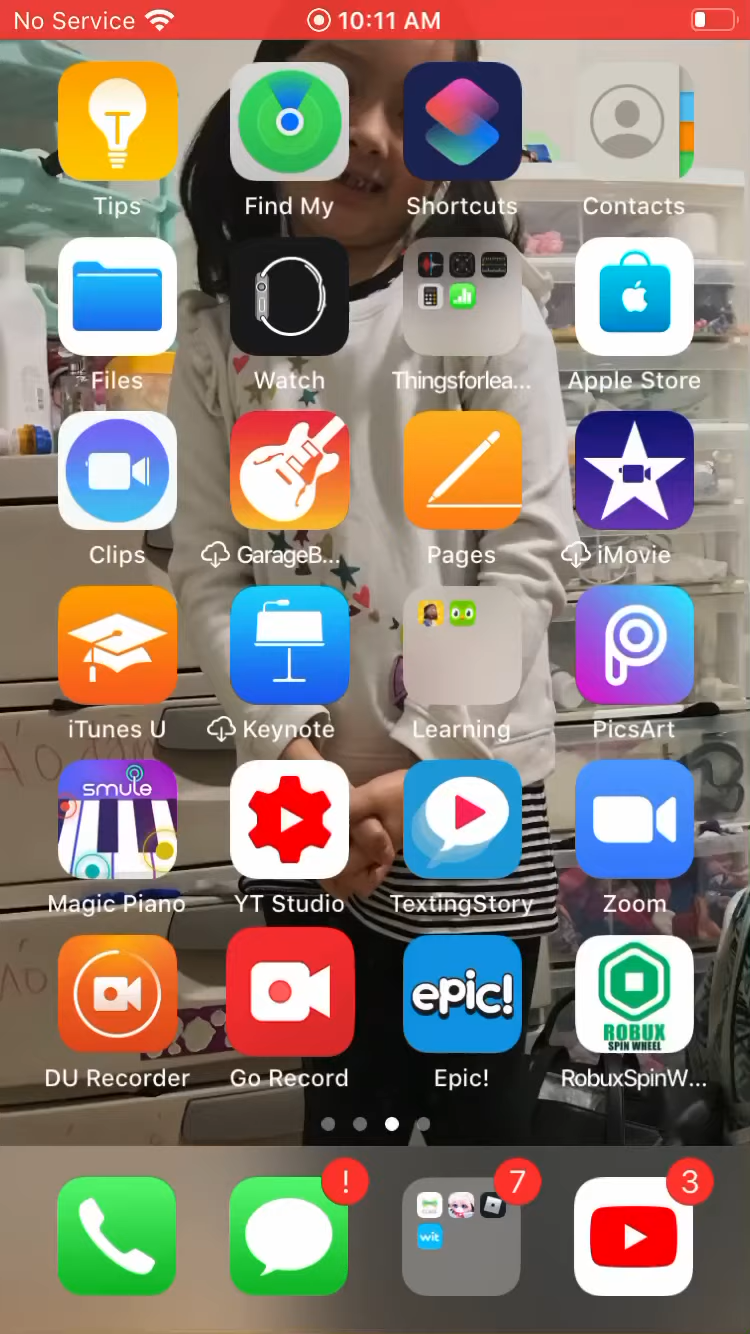 No Service 10:11 AM
Tips Find My Shortcuts Contacts
Files Watch Thingsforlea... Apple Store
Clips GarageB... Pages iMovie
iTunes U Keynote Learning PicsArt
smule
Magic Piano YT Studio TextingStory Zoom
epic!
ROBUX
SPIN WHEEL
DU Recorder Go Record Epic! RobuxSpinW...
! 7 3
wit